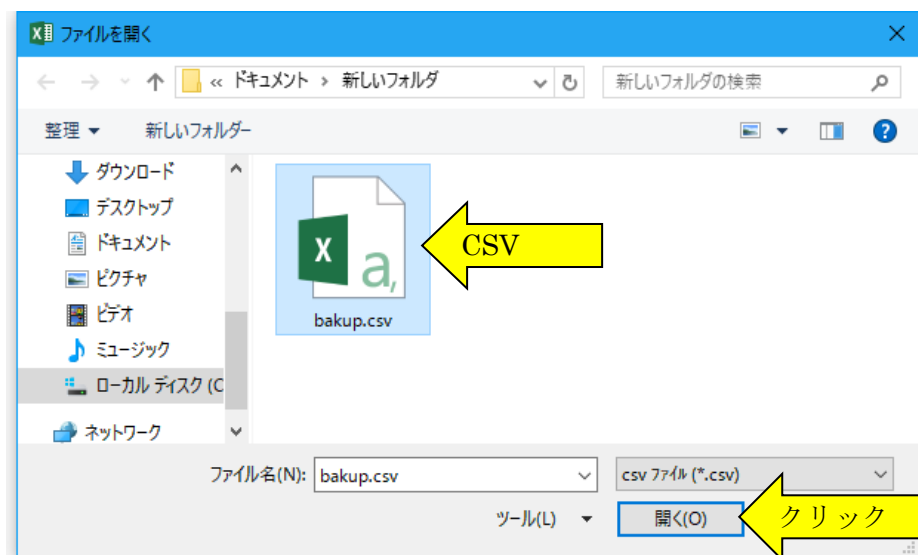 ファイルを開く
« ドキュメント › 新しいフォルダ
新しいフォルダの検索
整理
新しいフォルダー
ダウンロード
デスクトップ
ドキュメント
ピクチャ
ビデオ
ミュージック
ローカル ディスク (C
ネットワーク
X
a,
bakup.csv
CSV
ファイル名(N):
bakup.csv
csv ファイル (*.csv)
ツール(L)
開く(O)
クリック